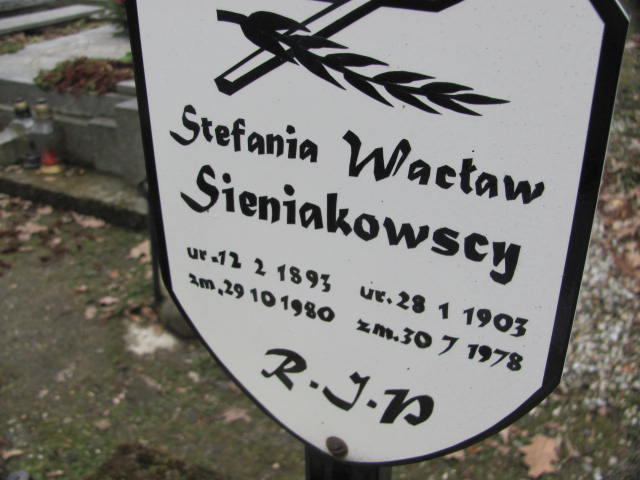 Stefania Wacław
Sieniakowscy
ur. 12 2 1893 ur. 28 1 1903
zm. 29 10 1980 zm. 30 7 1978
R.I.P